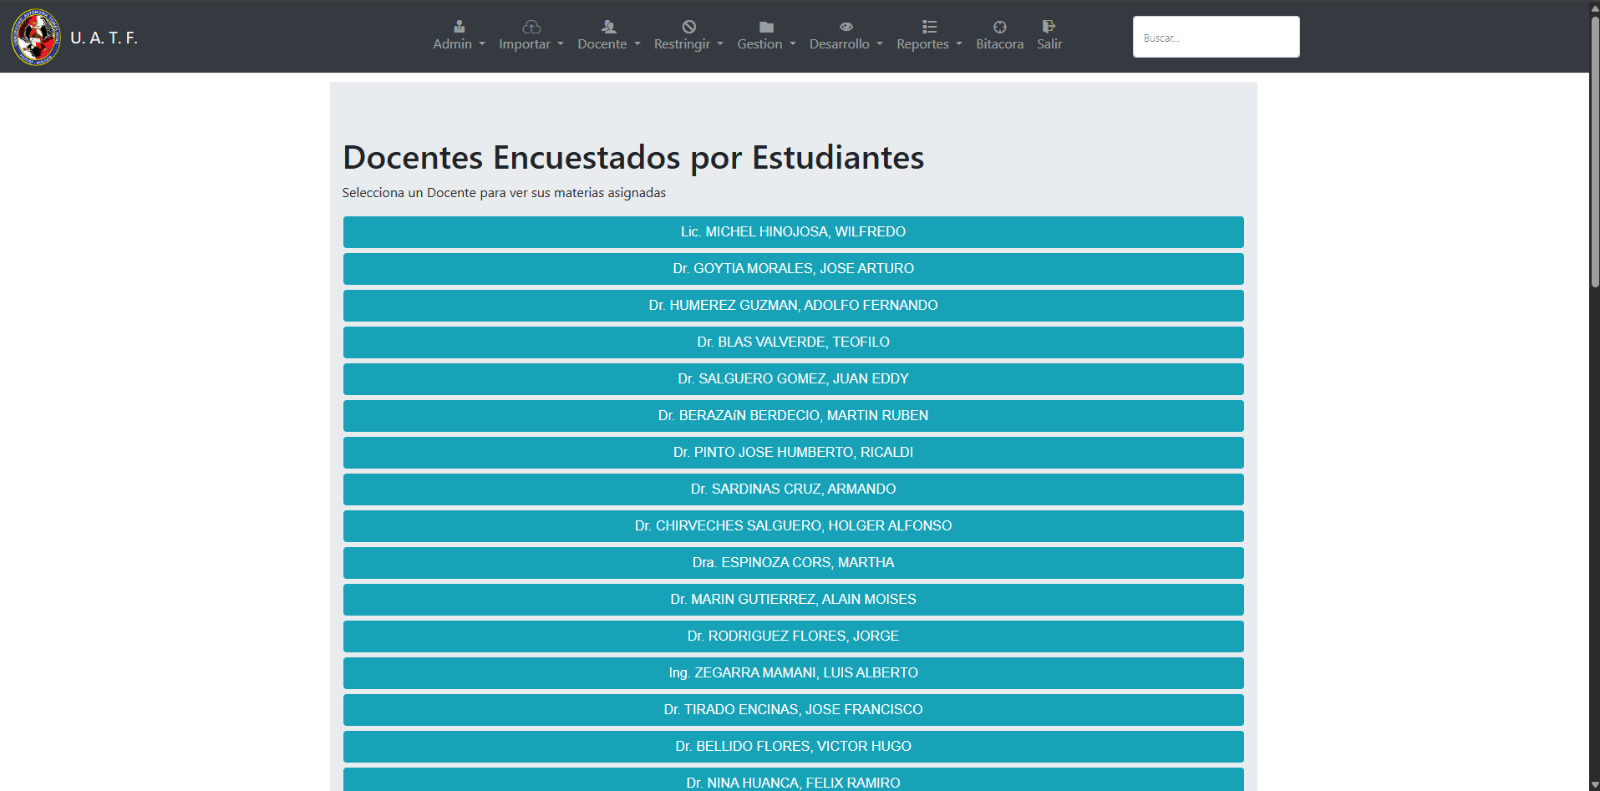 U. A. T. F.
Admin Importar Docente Restringir Gestion Desarrollo Reportes Bitacora Salir
Buscar...
Docentes Encuestados por Estudiantes
Selecciona un Docente para ver sus materias asignadas
Lic. MICHEL HINOJOSA, WILFREDO
Dr. GOYTIA MORALES, JOSE ARTURO
Dr. HUMEREZ GUZMAN, ADOLFO FERNANDO
Dr. BLAS VALVERDE, TEOFILO
Dr. SALGUERO GOMEZ, JUAN EDDY
Dr. BERAZAíN BERDECIO, MARTIN RUBEN
Dr. PINTO JOSE HUMBERTO, RICALDI
Dr. SARDINAS CRUZ, ARMANDO
Dr. CHIRVECHES SALGUERO, HOLGER ALFONSO
Dra. ESPINOZA CORS, MARTHA
Dr. MARIN GUTIERREZ, ALAIN MOISES
Dr. RODRIGUEZ FLORES, JORGE
Ing. ZEGARRA MAMANI, LUIS ALBERTO
Dr. TIRADO ENCINAS, JOSE FRANCISCO
Dr. BELLIDO FLORES, VICTOR HUGO
Dr. NINA HUANCA, FELIX RAMIRO